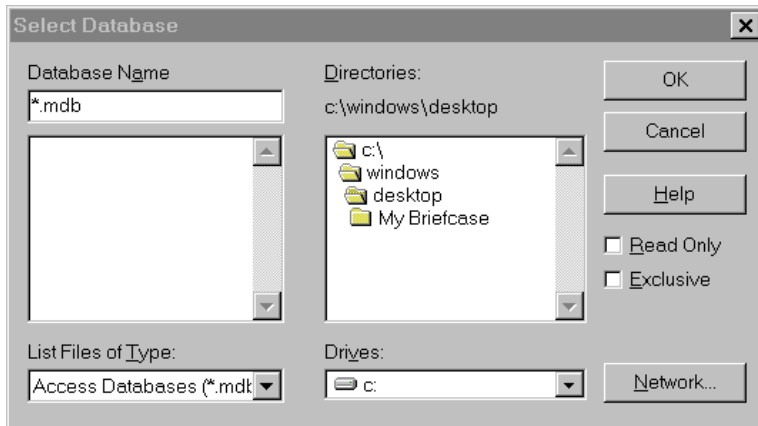 Select Database
Database Name
*.mdb
Directories:
c:\windows\desktop
c:\
windows
desktop
My Briefcase
OK
Cancel
Help
Read Only
Exclusive
List Files of Type:
Access Databases (*.mdb
Drives:
c:
Network...